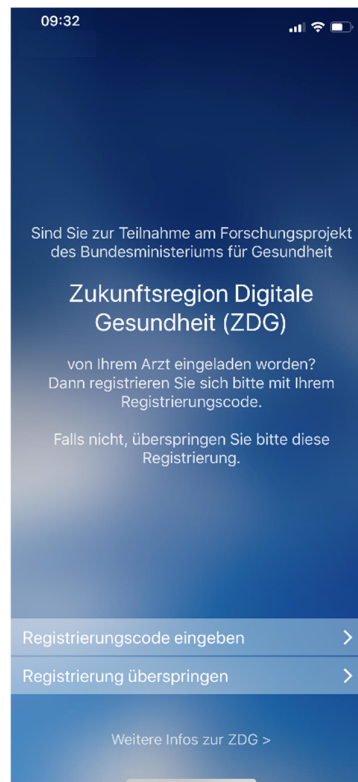 09:32
Sind Sie zur Teilnahme am Forschungsprojekt
des Bundesministeriums für Gesundheit
Zukunftsregion Digitale
Gesundheit (ZDG)
von Ihrem Arzt eingeladen worden?
Dann registrieren Sie sich bitte mit Ihrem
Registrierungscode.
Falls nicht, überspringen Sie bitte diese
Registrierung.
Registrierungscode eingeben >
Registrierung überspringen >
Weitere Infos zur ZDG >